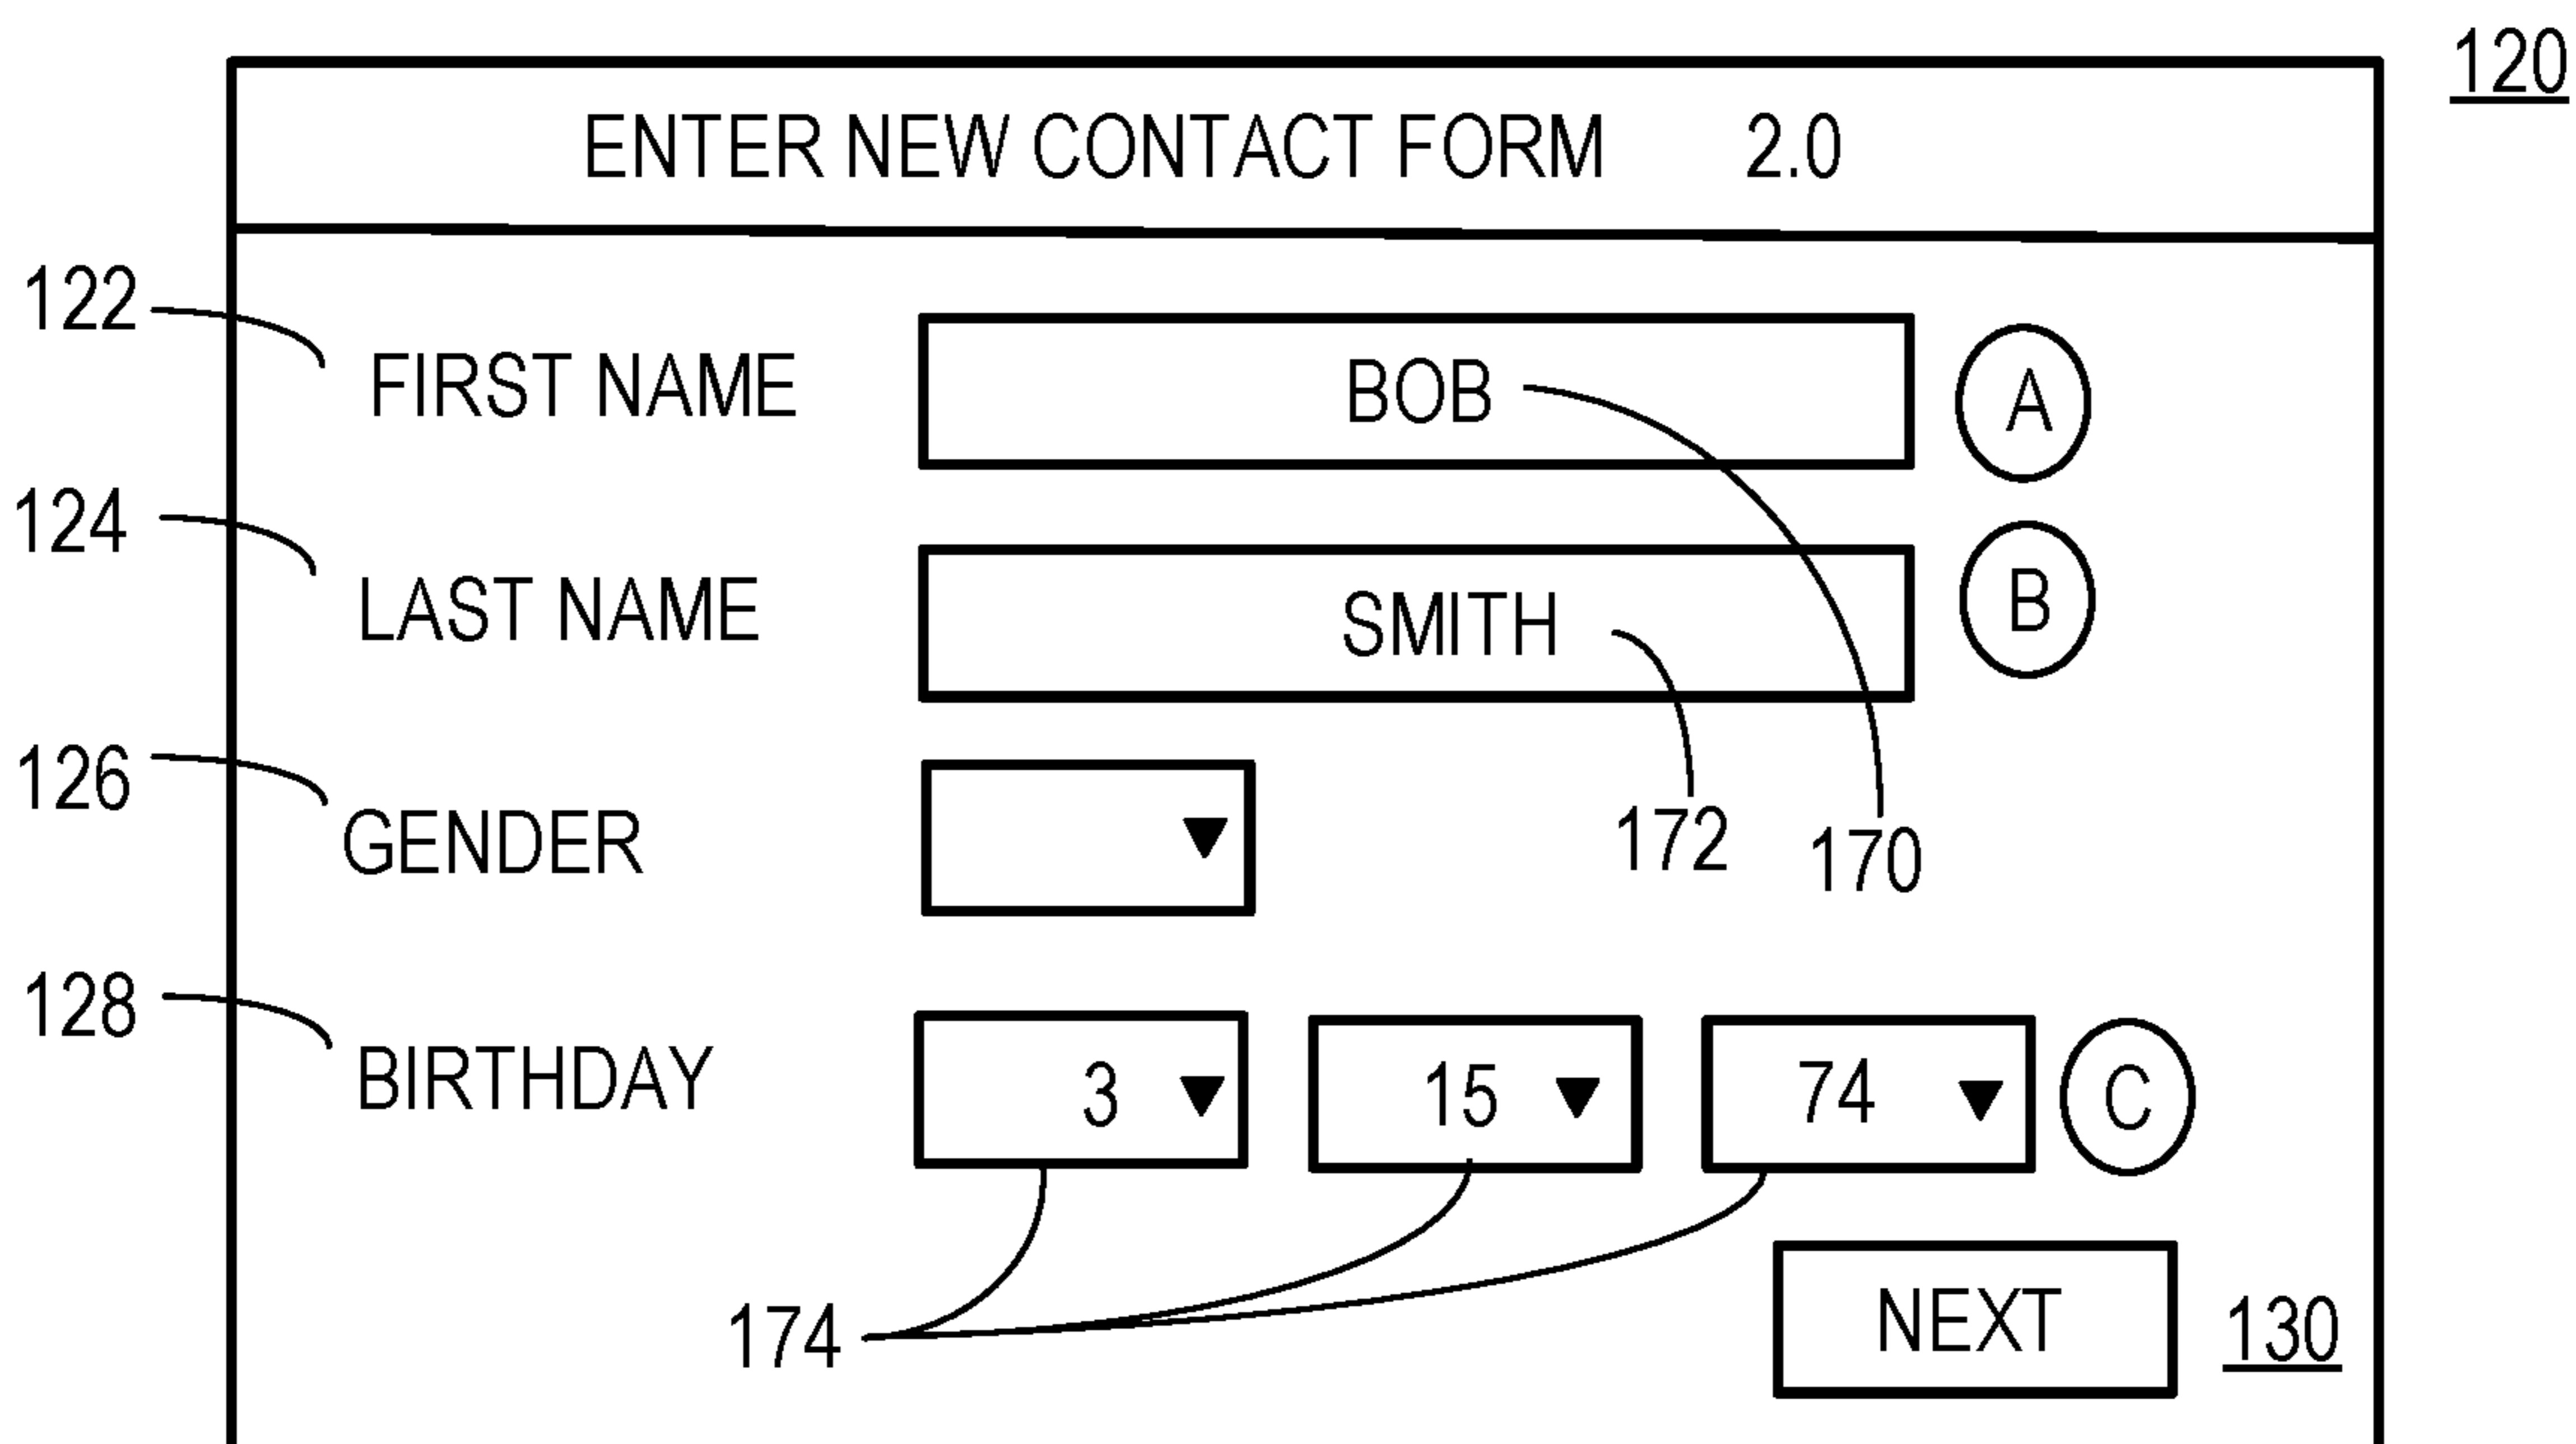 120
ENTER NEW CONTACT FORM 2.0
122
FIRST NAME BOB A
124
LAST NAME SMITH B
126
GENDER
172 170
128
BIRTHDAY 3 15 74 C
174
NEXT 130